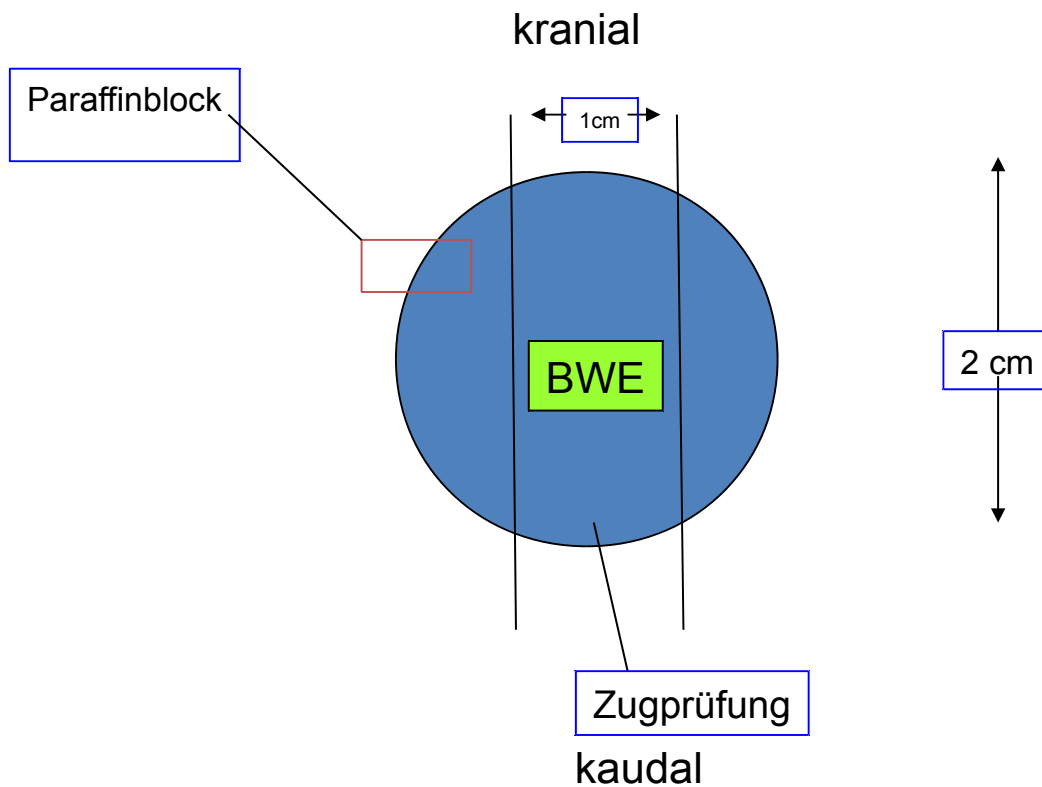 kranial
Paraffinblock
1cm
2 cm
BWE
Zugprüfung
kaudal